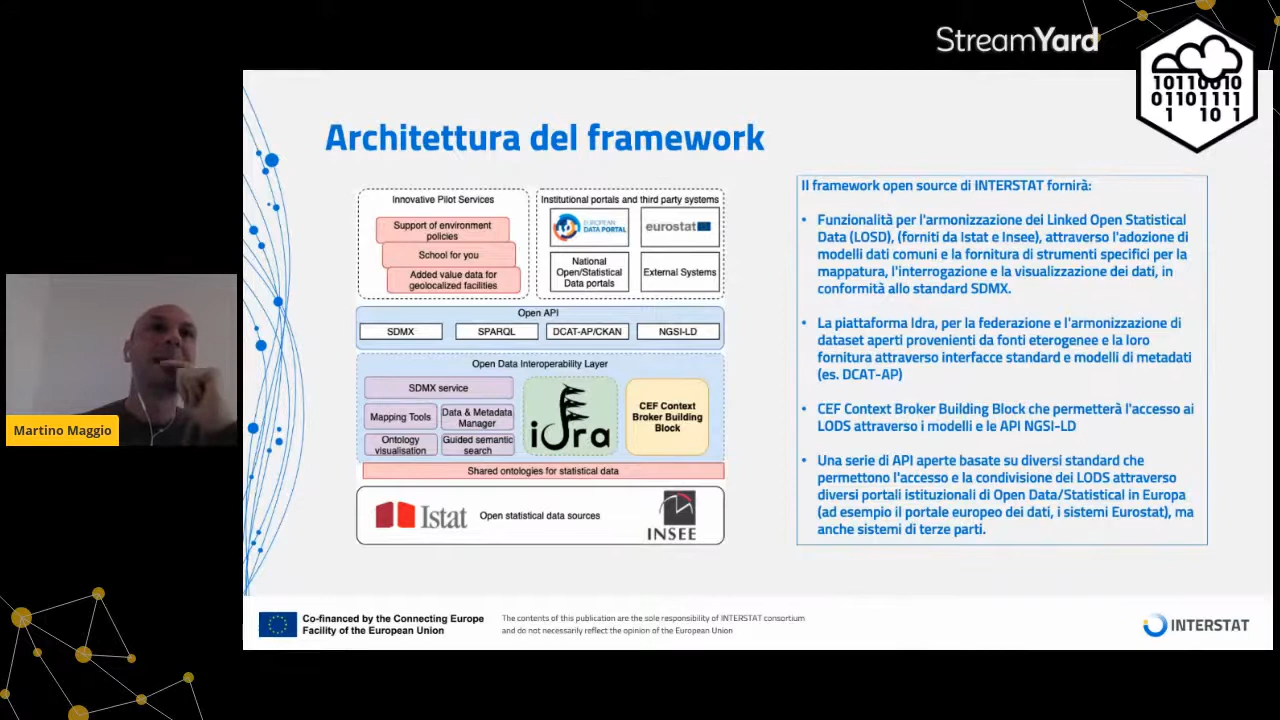 StreamYard
10110010
01101111
1 10 1
Architettura del framework
Innovative Pilot Services
Support of environment
policies
School for you
Added value data for
geolocalized facilities
Institutional portals and third party systems
EUROPEAN
DATA PORTAL
eurostat
National
Open/Statistical
Data portals
External Systems
Open API
SDMX
SPARQL
DCAT-AP/CKAN
NGSI-LD
Open Data Interoperability Layer
SDMX service
Mapping Tools
Data & Metadata
Manager
Ontology
visualisation
Guided semantic
search
idra
CEF Context
Broker Building
Block
Shared ontologies for statistical data
Istat
Open statistical data sources
INSEE
Il framework open source di INTERSTAT fornirà:
• Funzionalità per l'armonizzazione dei Linked Open Statistical
Data (LOSD), (forniti da Istat e Insee), attraverso l'adozione di
modelli dati comuni e la fornitura di strumenti specifici per la
mappatura, l'interrogazione e la visualizzazione dei dati, in
conformità allo standard SDMX.
• La piattaforma Idra, per la federazione e l'armonizzazione di
dataset aperti provenienti da fonti eterogenee e la loro
fornitura attraverso interfacce standard e modelli di metadati
(es. DCAT-AP)
• CEF Context Broker Building Block che permetterà l'accesso ai
LODS attraverso i modelli e le API NGSI-LD
• Una serie di API aperte basate su diversi standard che
permettono l'accesso e la condivisione dei LODS attraverso
diversi portali istituzionali di Open Data/Statistical in Europa
(ad esempio il portale europeo dei dati, i sistemi Eurostat), ma
anche sistemi di terze parti.
Martino Maggio
Co-financed by the Connecting Europe
Facility of the European Union
The contents of this publication are the sole responsibility of INTERSTAT consortium
and do not necessarily reflect the opinion of the European Union
INTERSTAT